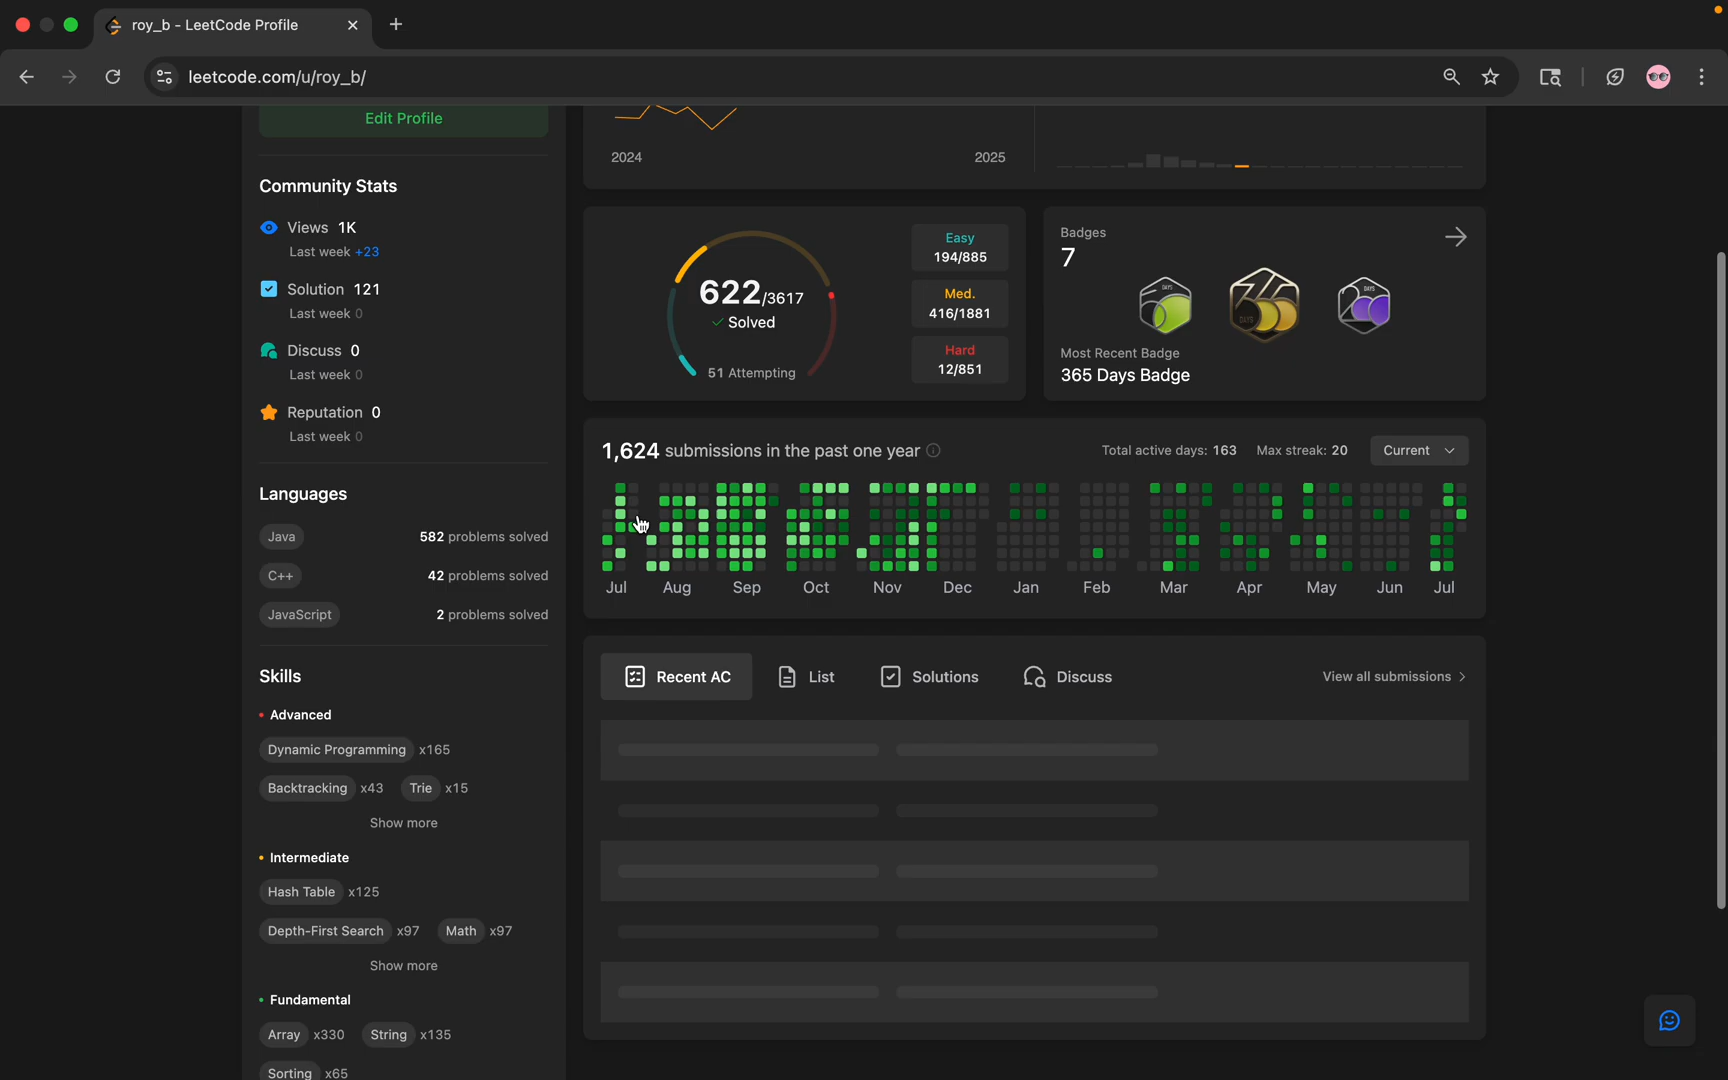 roy_b - LeetCode Profile
leetcode.com/u/roy_b/
Edit Profile
Community Stats
Views 1K
Last week +23
Solution 121
Last week 0
Discuss 0
Last week 0
Reputation 0
Last week 0
Languages
Java 582 problems solved
C++ 42 problems solved
JavaScript 2 problems solved
Skills
Advanced
Dynamic Programming x165
Backtracking x43 Trie x15
Show more
Intermediate
Hash Table x125
Depth-First Search x97 Math x97
Show more
Fundamental
Array x330 String x135
Sorting x65
2024 2025
622/3617
Solved
51 Attempting
Easy
194/885
Med.
416/1881
Hard
12/851
Badges
7
Most Recent Badge
365 Days Badge
1,624 submissions in the past one year
Total active days: 163 Max streak: 20 Current
Jul Aug Sep Oct Nov Dec Jan Feb Mar Apr May Jun Jul
Recent AC List Solutions Discuss View all submissions